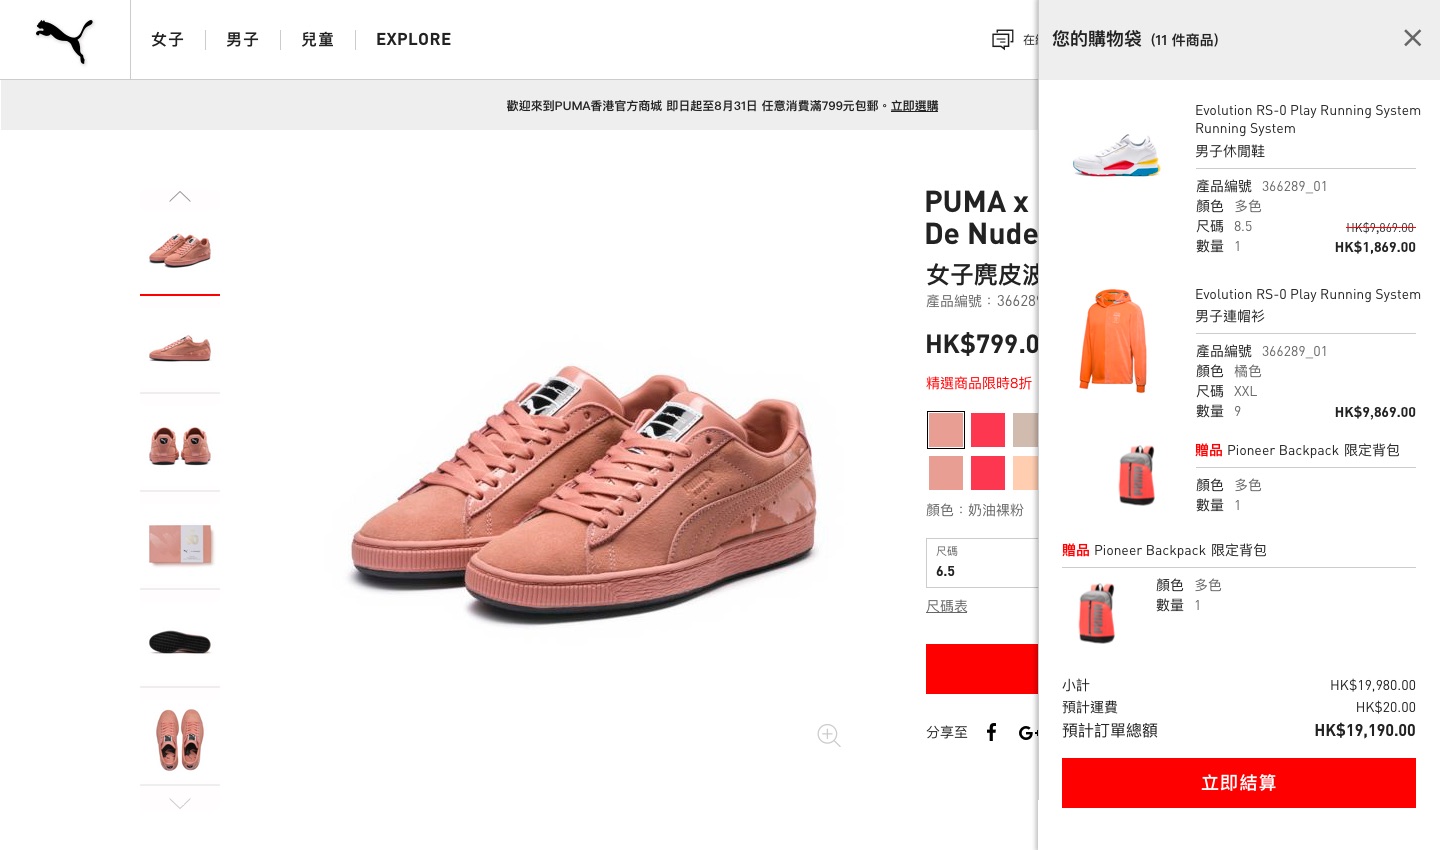 女子
男子
兒童
EXPLORE
在
您的購物袋 (11 件商品)
歡迎來到PUMA香港官方商城 即日起至8月31日 任意消費滿799元包郵。立即選購
PUMA x
De Nude
女子麂皮波
產品編號：36628
HK$799.0
精選商品限時8折
顏色：奶油裸粉
尺碼
6.5
尺碼表
分享至
Evolution RS-0 Play Running System
Running System
男子休閒鞋
產品編號 366289_01
顏色 多色
尺碼 8.5
HK$9,869.00
數量 1
HK$1,869.00
Evolution RS-0 Play Running System
男子連帽衫
產品編號 366289_01
顏色 橘色
尺碼 XXL
數量 9
HK$9,869.00
贈品 Pioneer Backpack 限定背包
顏色 多色
數量 1
贈品 Pioneer Backpack 限定背包
顏色 多色
數量 1
小計 HK$19,980.00
預計運費 HK$20.00
預計訂單總額 HK$19,190.00
立即結算